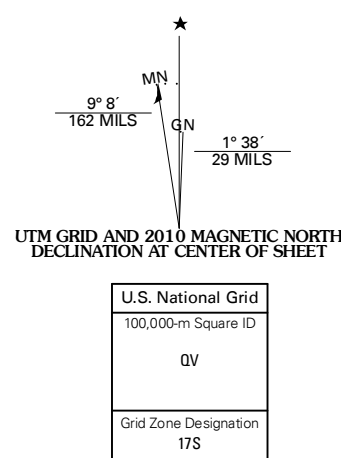 ★
MN
9° 8´
162 MILS
GN
1° 38´
29 MILS
UTM GRID AND 2010 MAGNETIC NORTH
DECLINATION AT CENTER OF SHEET
U.S. National Grid
100,000-m Square ID
QV
Grid Zone Designation
17S